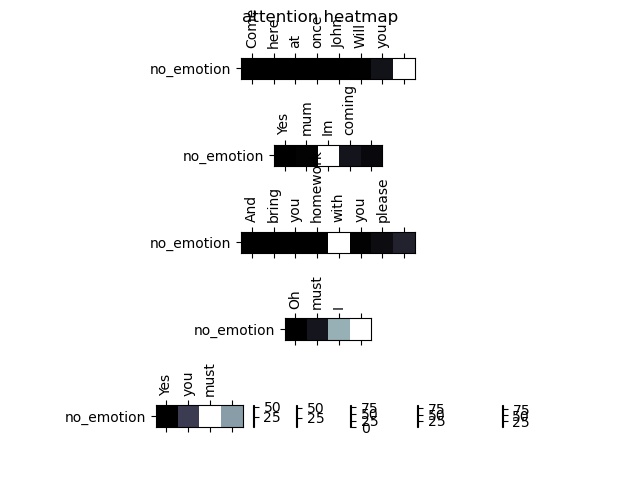 attention heatmap
Come here at once John Will you
no_emotion
Yes mum Im coming
no_emotion
And bring you homework with you please
no_emotion
Oh must I
no_emotion
Yes you must
no_emotion
50 50 75 75 75
25 25 50 50 50
25 25 25
0